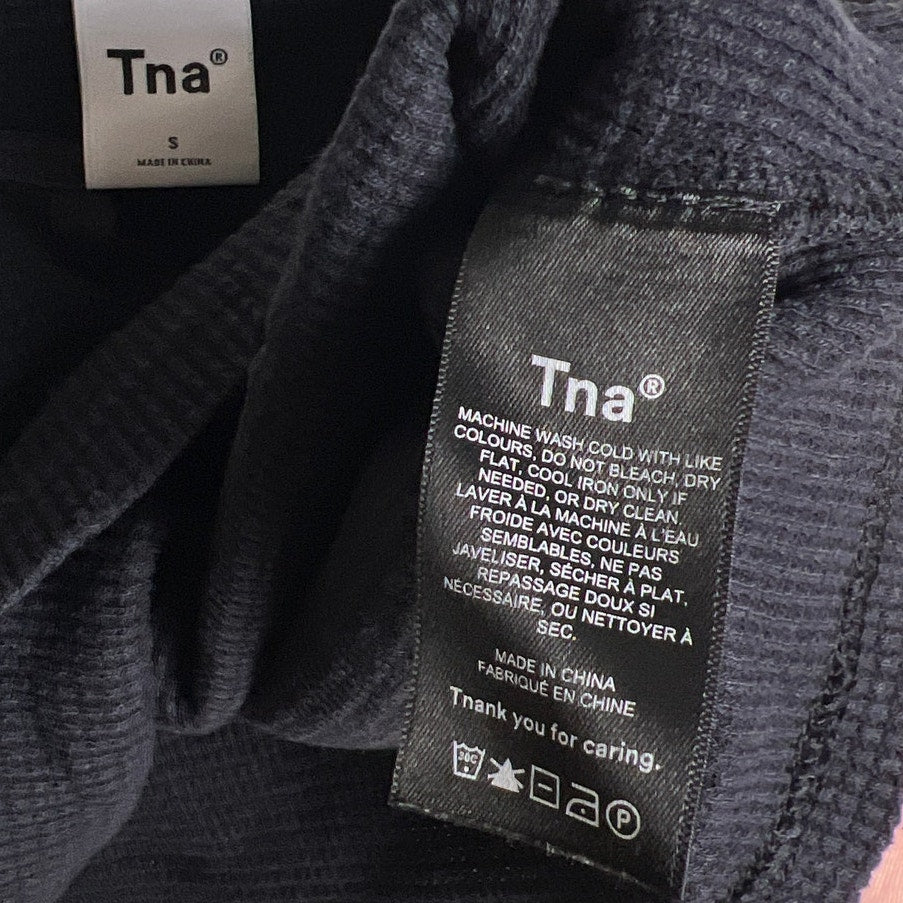 Tna®
S
MADE IN CHINA
Tna®
MACHINE WASH COLD WITH LIKE
COLOURS, DO NOT BLEACH, DRY
FLAT, COOL IRON ONLY IF
NEEDED, OR DRY CLEAN.
LAVER À LA MACHINE À L'EAU
FROIDE AVEC COULEURS
SEMBLABLES, NE PAS
JAVELISER, SÉCHER À PLAT,
REPASSAGE DOUX SI
NÉCESSAIRE, OU NETTOYER À
SEC.
MADE IN CHINA
FABRIQUÉ EN CHINE
Tnank you for caring.
30C P